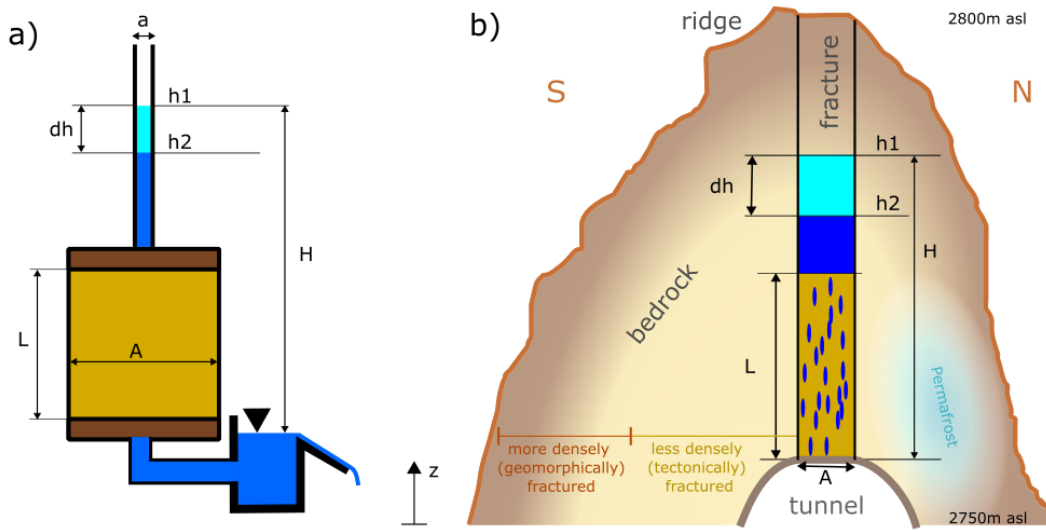 a)
a
h1
dh
h2
H
L
A
z
b)
ridge
2800m asl
S
N
fracture
h1
dh
h2
H
bedrock
L
Permafrost
more densely
(geomorphically)
fractured
less densely
(tectonically)
fractured
A
tunnel
2750m asl